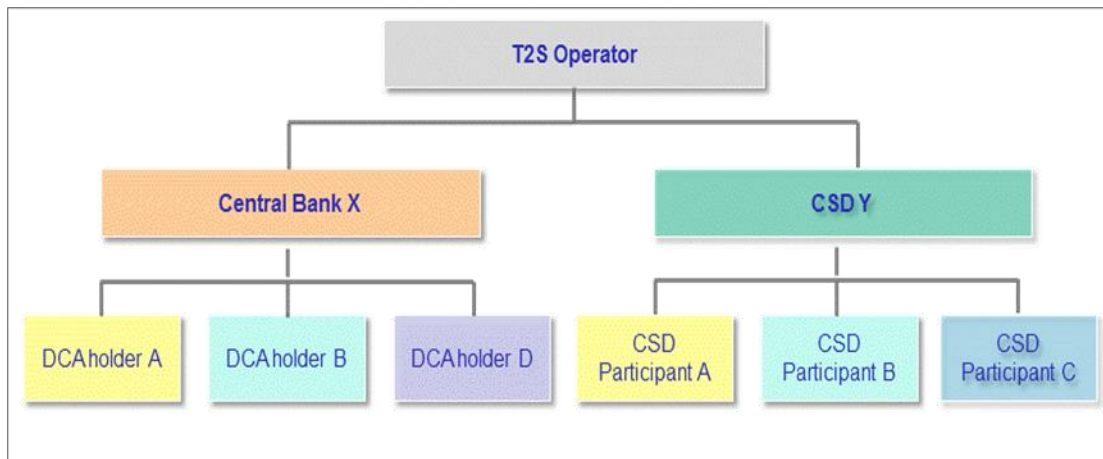 T2S Operator
Central Bank X
CSD Y
DCA holder A
DCA holder B
DCA holder D
CSD
Participant A
CSD
Participant B
CSD
Participant C